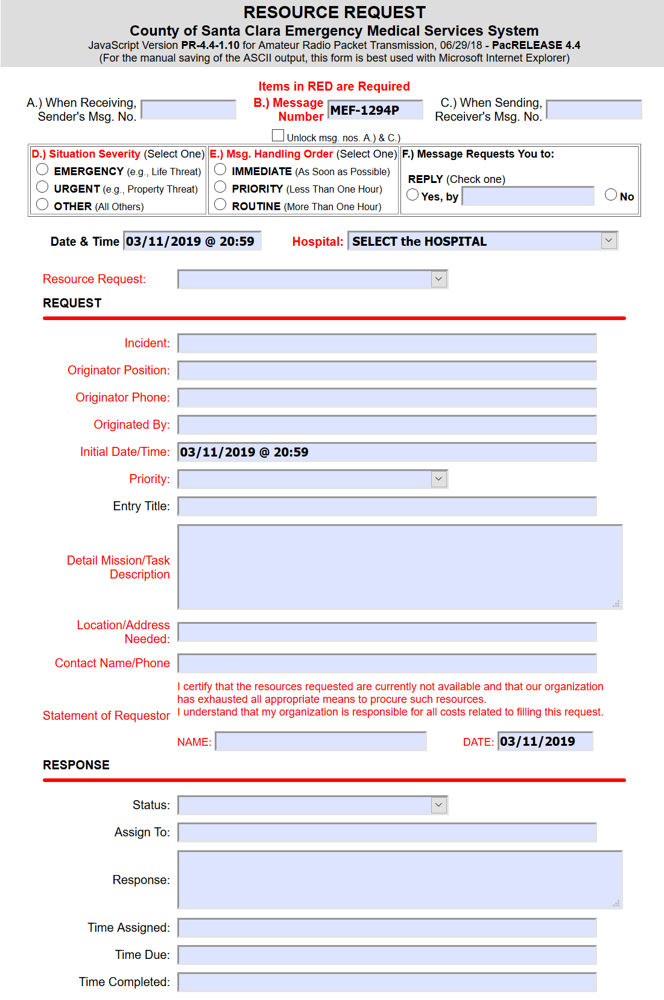 RESOURCE REQUEST
County of Santa Clara Emergency Medical Services System
JavaScript Version PR-4.4-1.10 for Amateur Radio Packet Transmission, 06/29/18 - PacRELEASE 4.4
(For the manual saving of the ASCII output, this form is best used with Microsoft Internet Explorer)
Items in RED are Required
A.) When Receiving, Sender's Msg. No.
B.) Message Number MEF-1294P
C.) When Sending, Receiver's Msg. No.
Unlock msg. nos. A.) & C.)
D.) Situation Severity (Select One)
EMERGENCY (e.g., Life Threat)
URGENT (e.g., Property Threat)
OTHER (All Others)
E.) Msg. Handling Order (Select One)
IMMEDIATE (As Soon as Possible)
PRIORITY (Less Than One Hour)
ROUTINE (More Than One Hour)
F.) Message Requests You to:
REPLY (Check one)
Yes, by No
Date & Time 03/11/2019 @ 20:59 Hospital: SELECT the HOSPITAL
Resource Request:
REQUEST
Incident:
Originator Position:
Originator Phone:
Originated By:
Initial Date/Time: 03/11/2019 @ 20:59
Priority:
Entry Title:
Detail Mission/Task
Description
Location/Address
Needed:
Contact Name/Phone
Statement of Requestor
I certify that the resources requested are currently not available and that our organization
has exhausted all appropriate means to procure such resources.
I understand that my organization is responsible for all costs related to filling this request.
NAME: DATE: 03/11/2019
RESPONSE
Status:
Assign To:
Response:
Time Assigned:
Time Due:
Time Completed: